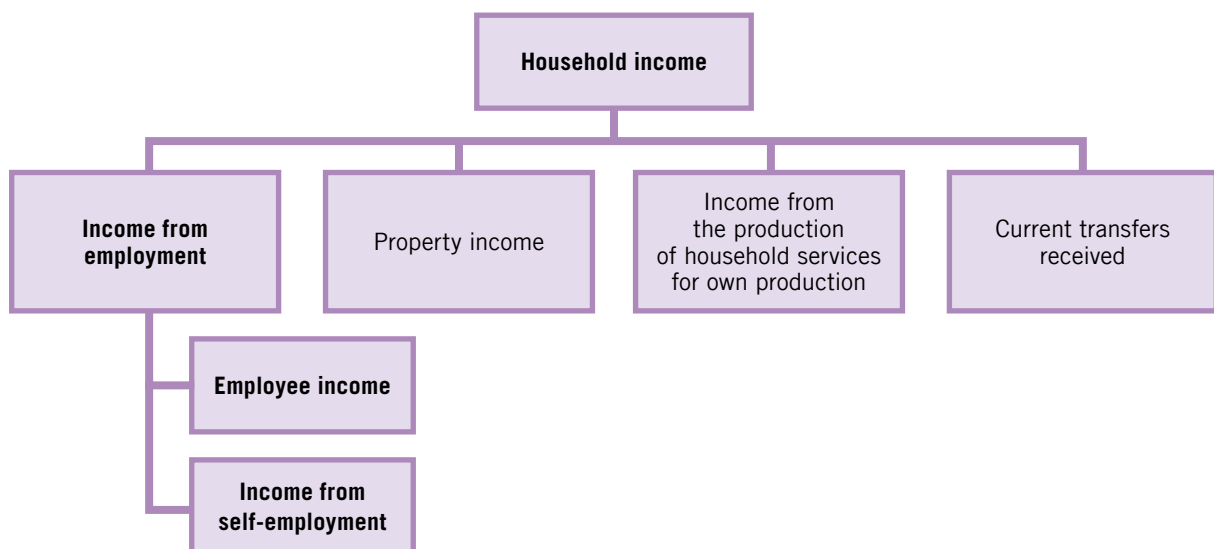 Household income
Income from
employment
Property income
Income from
the production
of household services
for own production
Current transfers
received
Employee income
Income from
self-employment